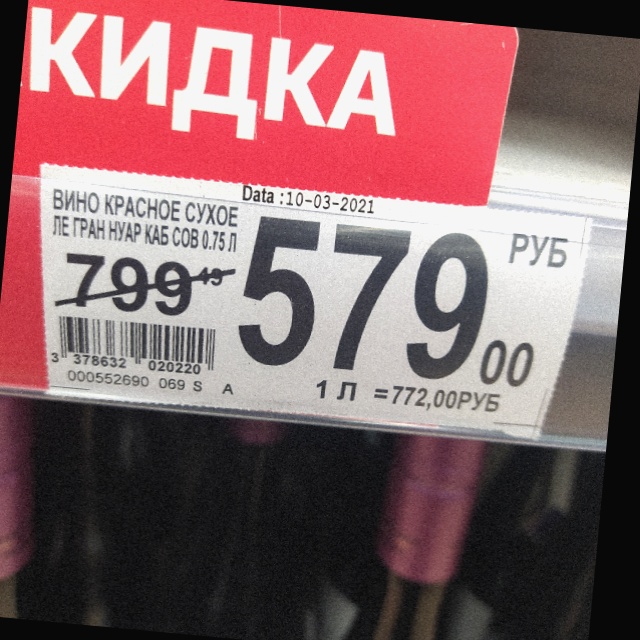 КИДКА
Data :10-03-2021
ВИНО КРАСНОЕ СУХОЕ
ЛЕ ГРАН НУАР КАБ СОВ 0.75 Л
799 49
579 00
РУБ
3 378632 020220
000552690 069 S A
1 Л =772,00РУБ